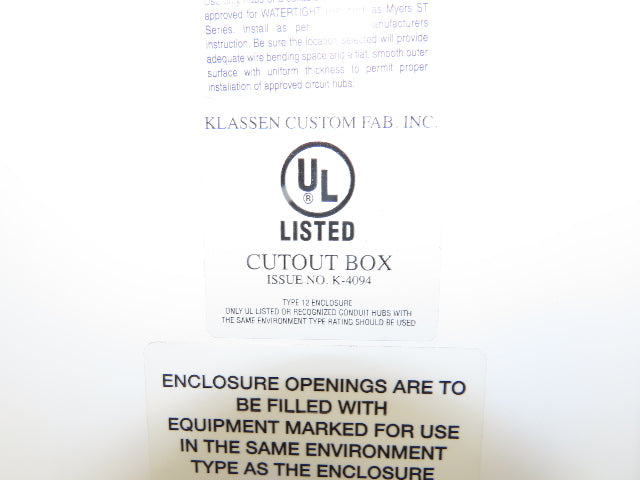 approved for WATERTIGHT as Myers ST
Series. Install as per
instruction. Be sure the location selected will provide
adequate wire bending space and a flat, smooth outer
surface with uniform thickness to permit proper
installation of approved circuit hubs.
KLASSEN CUSTOM FAB. INC.
UL
®
LISTED
CUTOUT BOX
ISSUE NO. K-4094
TYPE 12 ENCLOSURE
ONLY UL LISTED OR RECOGNIZED CONDUIT HUBS WITH
THE SAME ENVIRONMENT TYPE RATING SHOULD BE USED
ENCLOSURE OPENINGS ARE TO
BE FILLED WITH
EQUIPMENT MARKED FOR USE
IN THE SAME ENVIRONMENT
TYPE AS THE ENCLOSURE